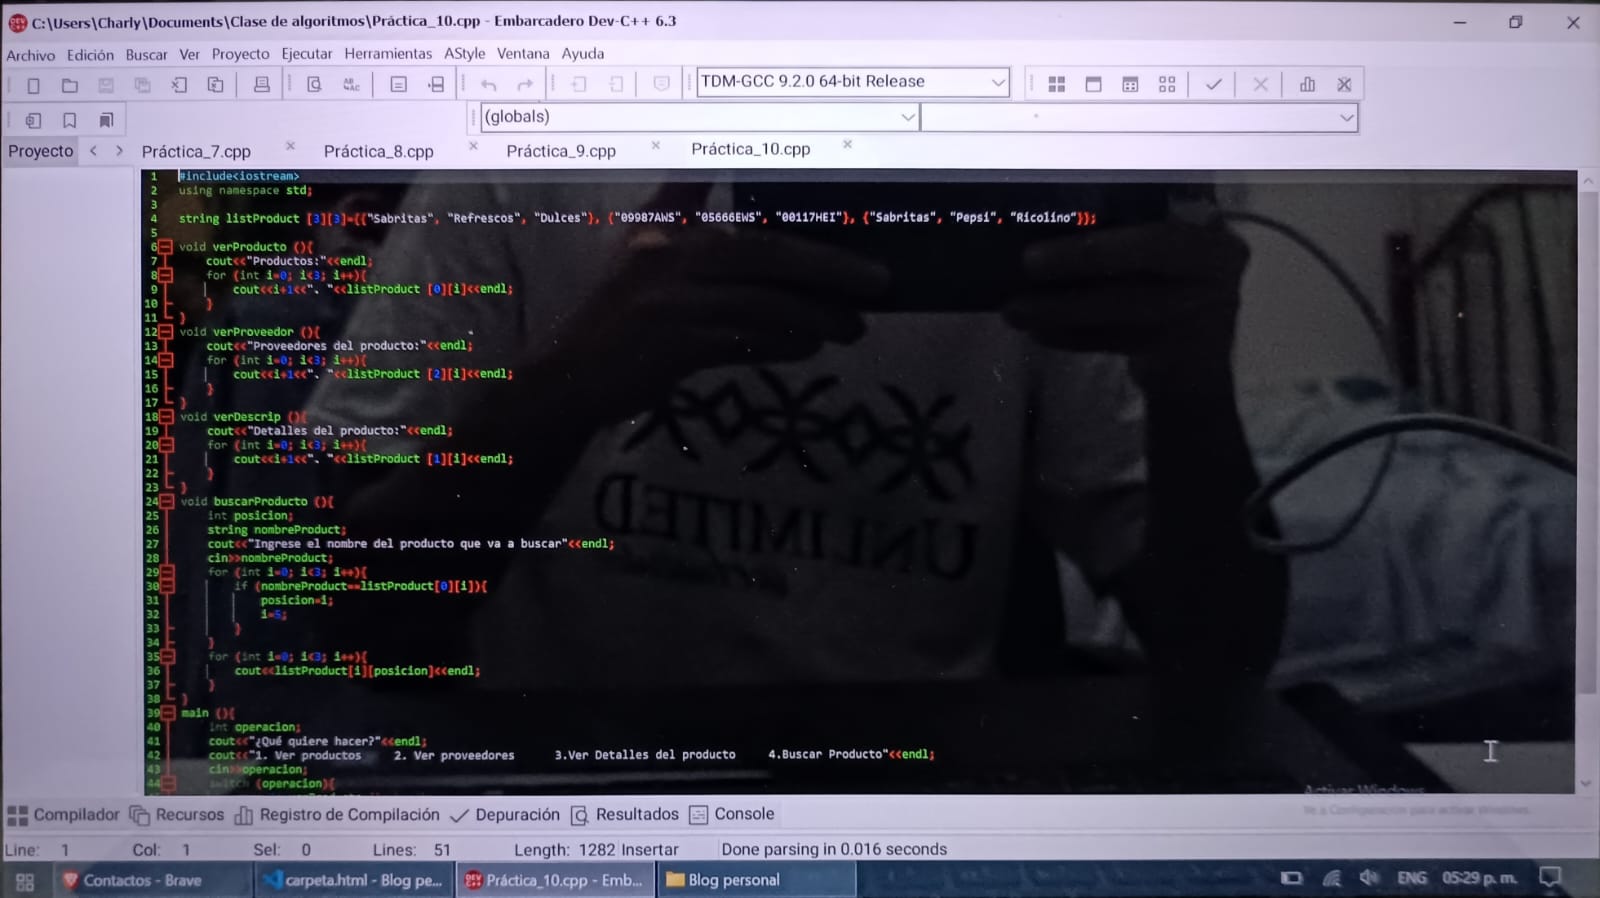 C:\Users\Charly\Documents\Clase de algoritmos\Práctica_10.cpp - Embarcadero Dev-C++ 6.3
Archivo Edición Buscar Ver Proyecto Ejecutar Herramientas AStyle Ventana Ayuda
TDM-GCC 9.2.0 64-bit Release
(globals)
Proyecto < > Práctica_7.cpp Práctica_8.cpp Práctica_9.cpp Práctica_10.cpp
1 #include<iostream>
2 using namespace std;
3
4 string listProduct [3][3]={{"Sabritas", "Refrescos", "Dulces"}, {"09987AWS", "05666EWS", "00117HEI"}, {"Sabritas", "Pepsi", "Ricolino"}};
5
6 void verProducto (){
7 cout<<"Productos:"<<endl;
8 for (int i=0; i<3; i++){
9 cout<<i+1<<". "<<listProduct [0][i]<<endl;
10 }
11 }
12 void verProveedor (){
13 cout<<"Proveedores del producto:"<<endl;
14 for (int i=0; i<3; i++){
15 cout<<i+1<<". "<<listProduct [2][i]<<endl;
16 }
17 }
18 void verDescrip (){
19 cout<<"Detalles del producto:"<<endl;
20 for (int i=0; i<3; i++){
21 cout<<i+1<<". "<<listProduct [1][i]<<endl;
22 }
23 }
24 void buscarProducto (){
25 int posicion;
26 string nombreProduct;
27 cout<<"Ingrese el nombre del producto que va a buscar"<<endl;
28 cin>>nombreProduct;
29 for (int i=0; i<3; i++){
30 if (nombreProduct==listProduct[0][i]){
31 posicion=i;
32 i=5;
33 }
34 }
35 for (int i=0; i<3; i++){
36 cout<<listProduct[i][posicion]<<endl;
37 }
38 }
39 main (){
40 int operacion;
41 cout<<"¿Qué quiere hacer?"<<endl;
42 cout<<"1. Ver productos 2. Ver proveedores 3.Ver Detalles del producto 4.Buscar Producto"<<endl;
43 cin>>operacion;
44 switch (operacion){
UNLIMITED
Activar Windows
Ve a Configuración para activar Windows.
Compilador Recursos Registro de Compilación Depuración Resultados Console
Line: 1 Col: 1 Sel: 0 Lines: 51 Length: 1282 Insertar Done parsing in 0.016 seconds
Contactos - Brave carpeta.html - Blog pe... Práctica_10.cpp - Emb... Blog personal ENG 05:29 p. m.